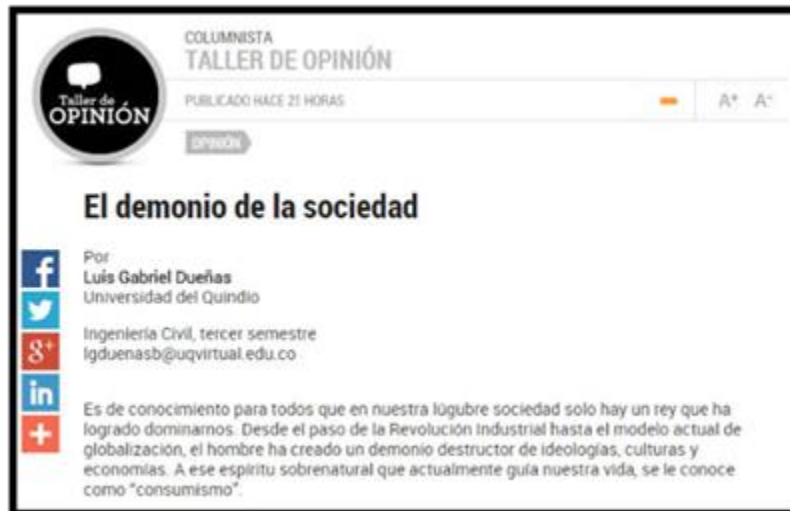 COLUMNISTA
TALLER DE OPINIÓN
Taller de
OPINIÓN
PUBLICADO HACE 21 HORAS
A+ A-
OPINIÓN
El demonio de la sociedad
Por
Luis Gabriel Dueñas
Universidad del Quindio
Ingeniería Civil, tercer semestre
lgduenasb@uqvirtual.edu.co
Es de conocimiento para todos que en nuestra lúgubre sociedad solo hay un rey que ha
logrado dominarnos. Desde el paso de la Revolución Industrial hasta el modelo actual de
globalización, el hombre ha creado un demonio destructor de ideologías, culturas y
economías. A ese espíritu sobrenatural que actualmente guía nuestra vida, se le conoce
como "consumismo".